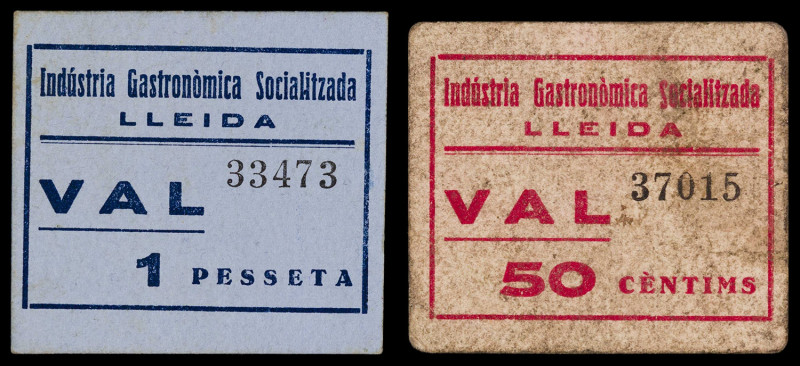 Indústria Gastronòmica Socialitzada
LLEIDA
33473
VAL
1 PESSETA
Indústria Gastronòmica Socialitzada
LLEIDA
37015
VAL
50 CÈNTIMS